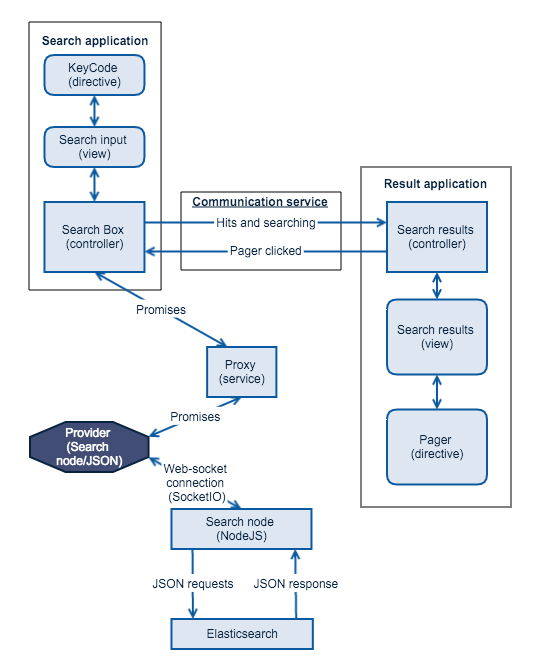 Search application
KeyCode
(directive)
Search input
(view)
Search Box
(controller)
Communication service
Hits and searching
Pager clicked
Result application
Search results
(controller)
Search results
(view)
Pager
(directive)
Promises
Proxy
(service)
Promises
Provider
(Search
node/JSON)
Web-socket
connection
(SocketIO)
Search node
(NodeJS)
JSON requests
JSON response
Elasticsearch